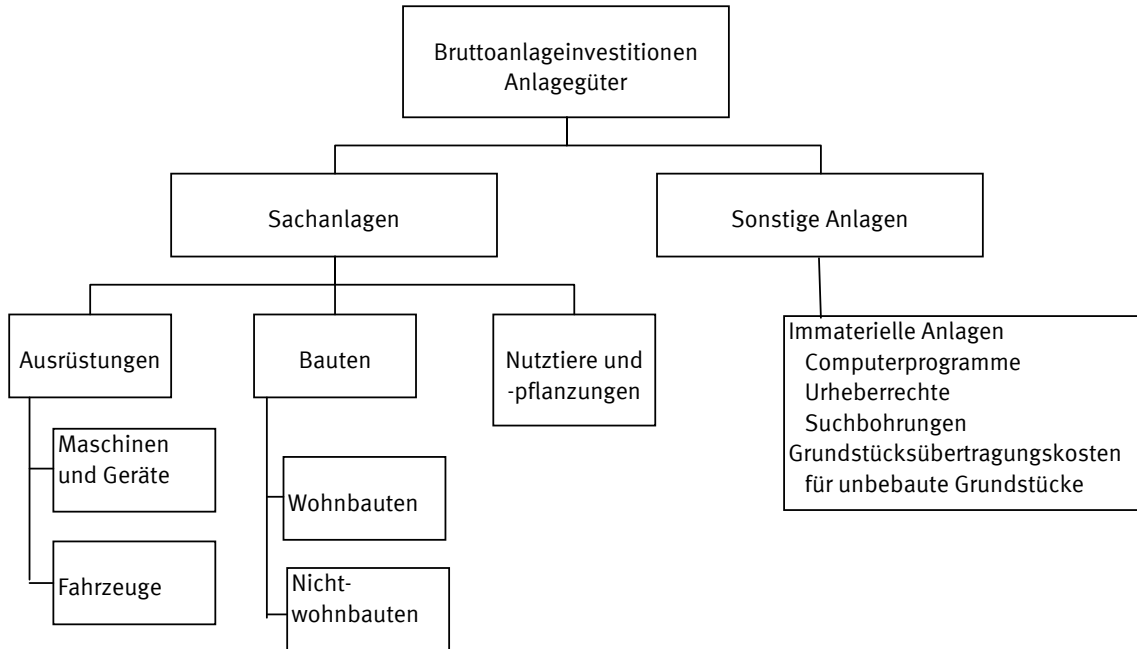 Bruttoanlageinvestitionen
Anlagegüter
Sachanlagen
Sonstige Anlagen
Ausrüstungen
Bauten
Nutztiere und
-pflanzungen
Immaterielle Anlagen
Computerprogramme
Urheberrechte
Suchbohrungen
Grundstücksübertragungskosten
für unbebaute Grundstücke
Maschinen
und Geräte
Wohnbauten
Fahrzeuge
Nicht-
wohnbauten